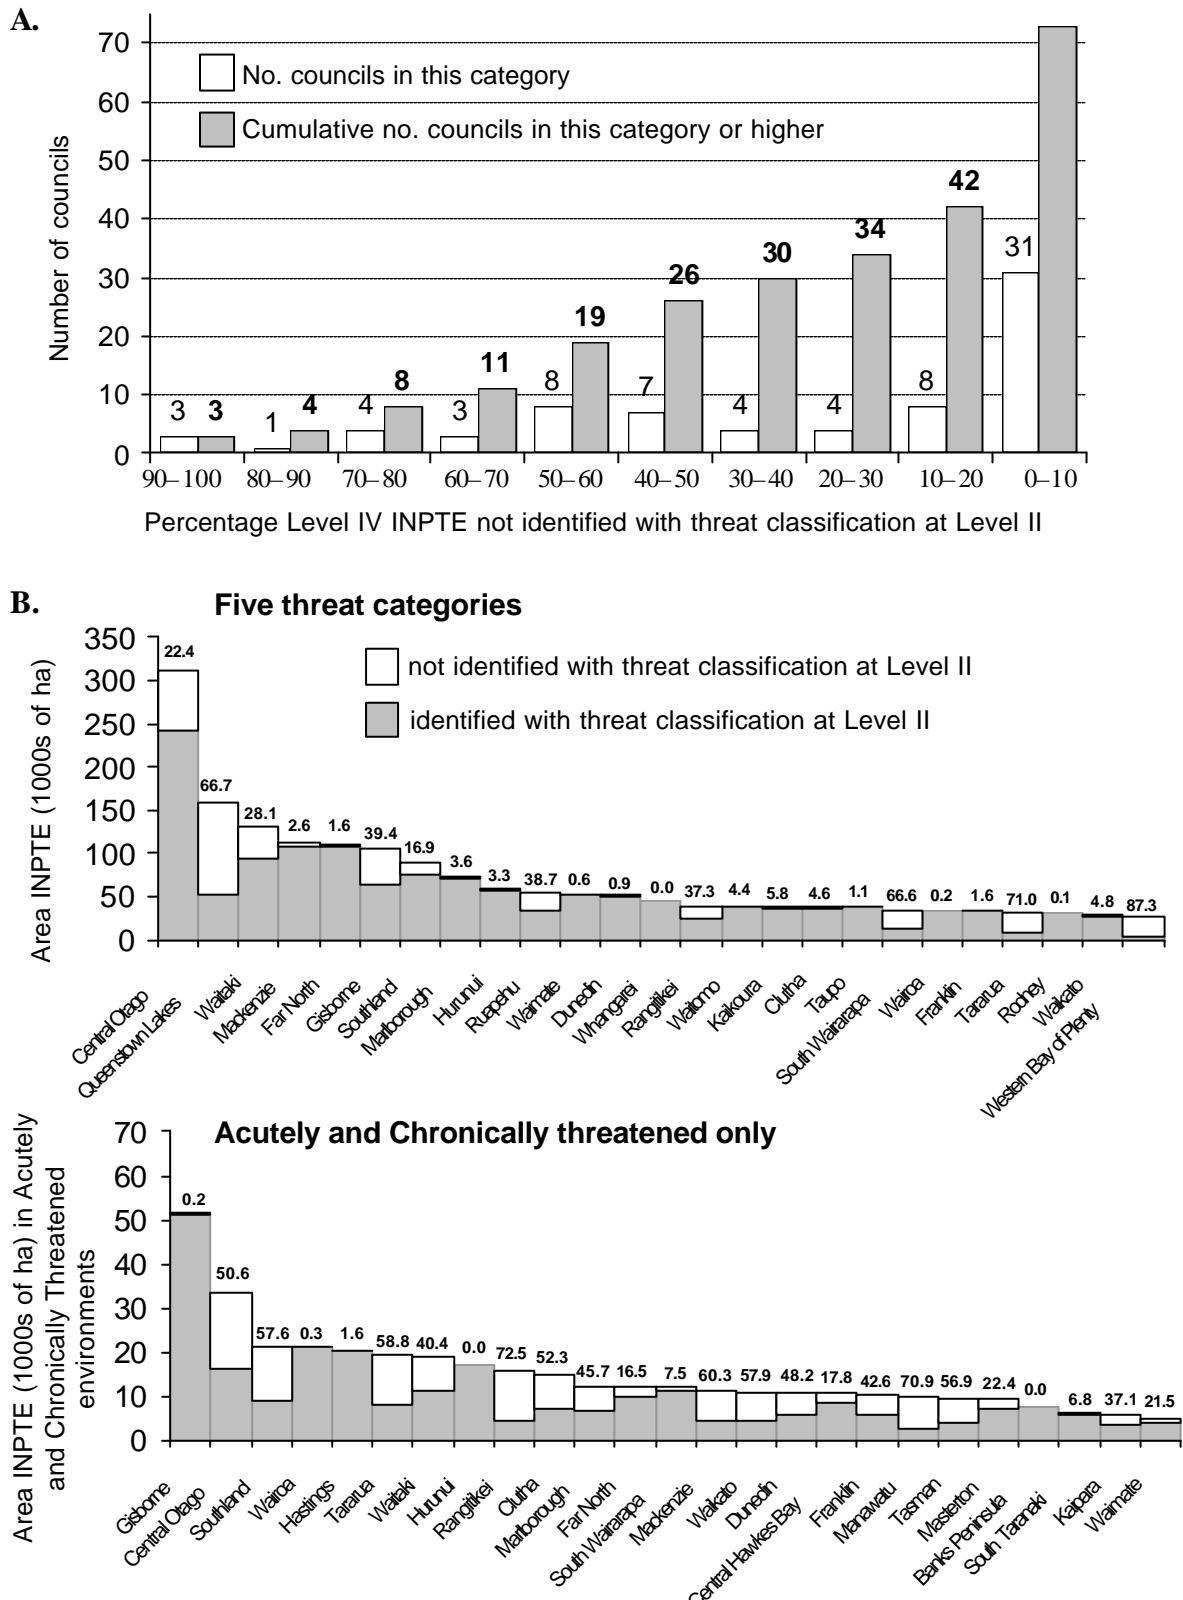 A.
70
60
50
40
30
20
10
0
Number of councils
No. councils in this category
Cumulative no. councils in this category or higher
3 3 1 4 4 8 3 11 8 19 7 26 4 30 4 34 8 42 31
90–100 80–90 70–80 60–70 50–60 40–50 30–40 20–30 10–20 0–10
Percentage Level IV INPTE not identified with threat classification at Level II
B.
Five threat categories
350
300
250
200
150
100
50
0
Area INPTE (1000s of ha)
not identified with threat classification at Level II
identified with threat classification at Level II
22.4 66.7 28.1 2.6 1.6 39.4 16.9 3.6 3.3 38.7 0.6 0.9 0.0 37.3 4.4 5.8 4.6 1.1 66.6 0.2 1.6 71.0 0.1 4.8 87.3
Central Otago
Queenstown Lakes
Waitaki
Mackenzie
Far North
Gisborne
Southland
Marlborough
Hurunui
Ruapehu
Waimate
Dunedin
Whangarei
Rangitikei
Waitomo
Kaikoura
Clutha
Taupo
South Wairarapa
Wairoa
Franklin
Tararua
Rodney
Waikato
Western Bay of Plenty
Acutely and Chronically threatened only
70
60
50
40
30
20
10
0
Area INPTE (1000s of ha) in Acutely
and Chronically Threatened
environments
0.2 50.6 57.6 0.3 1.6 58.8 40.4 0.0 72.5 52.3 45.7 16.5 7.5 60.3 57.9 48.2 17.8 42.6 70.9 56.9 22.4 0.0 6.8 37.1 21.5
Gisborne
Central Otago
Southland
Wairoa
Hastings
Tararua
Waitaki
Hurunui
Rangitikei
Clutha
Marlborough
Far North
South Wairarapa
Mackenzie
Waikato
Dunedin
Central Hawkes Bay
Franklin
Manawatu
Tasman
Masterton
Banks Peninsula
South Taranaki
Kaipara
Waimate